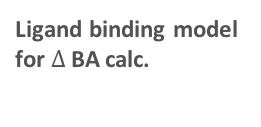 Ligand binding model
for Δ BA calc.